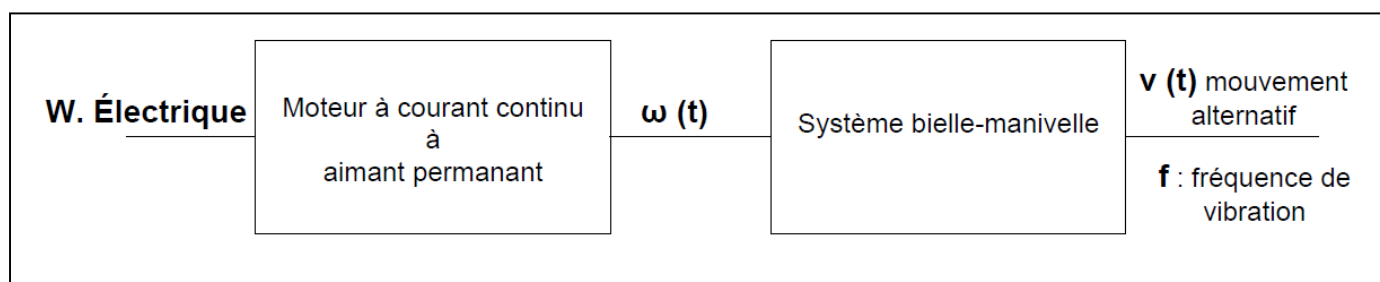 W. Électrique
Moteur à courant continu
à
aimant permanant
ω (t)
Système bielle-manivelle
v (t) mouvement
alternatif
f : fréquence de
vibration